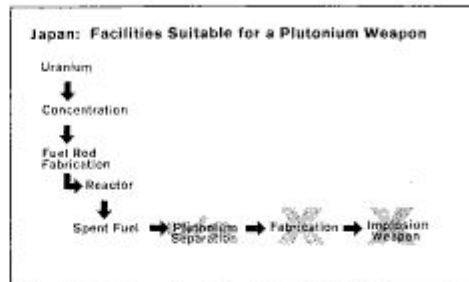 Japan: Facilities Suitable for a Plutonium Weapon
Uranium
Concentration
Fuel Rod
Fabrication
Reactor
Spent Fuel
Plutonium
Separation
Fabrication
Implosion
Weapon